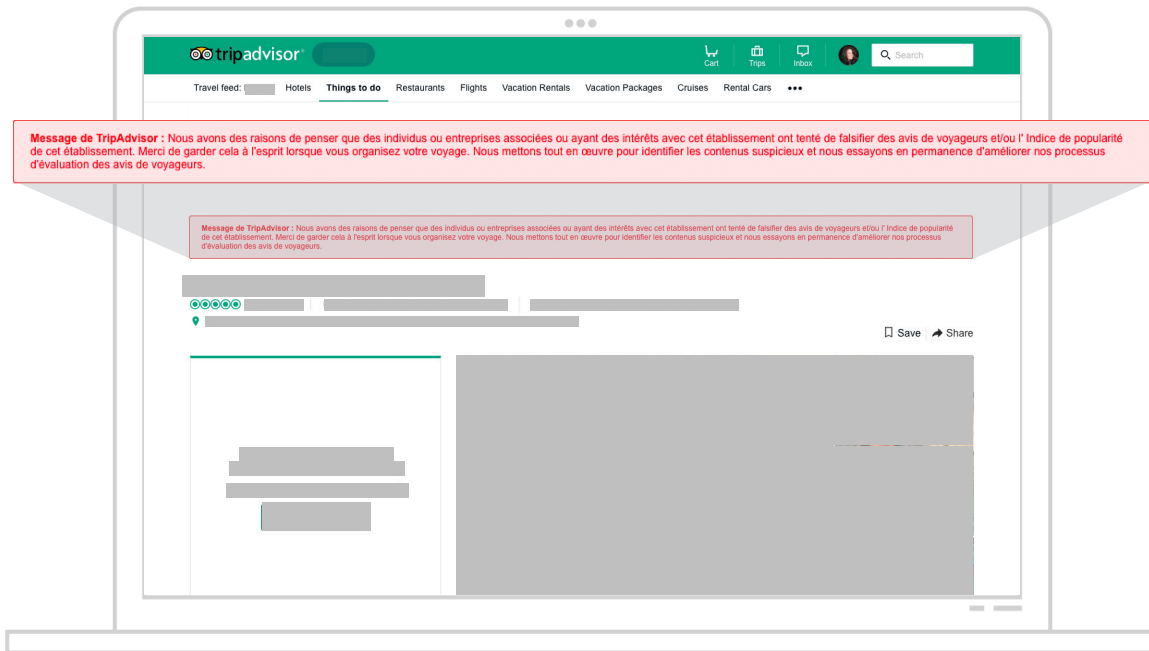 tripadvisor
Cart
Trips
Inbox
Search
Travel feed:
Hotels
Things to do
Restaurants
Flights
Vacation Rentals
Vacation Packages
Cruises
Rental Cars
Message de TripAdvisor : Nous avons des raisons de penser que des individus ou entreprises associées ou ayant des intérêts avec cet établissement ont tenté de falsifier des avis de voyageurs et/ou l' Indice de popularité
de cet établissement. Merci de garder cela à l'esprit lorsque vous organisez votre voyage. Nous mettons tout en œuvre pour identifier les contenus suspicieux et nous essayons en permanence d'améliorer nos processus
d'évaluation des avis de voyageurs.
Message de TripAdvisor : Nous avons des raisons de penser que des individus ou entreprises associées ou ayant des intérêts avec cet établissement ont tenté de falsifier des avis de voyageurs et/ou l' Indice de popularité
de cet établissement. Merci de garder cela à l'esprit lorsque vous organisez votre voyage. Nous mettons tout en œuvre pour identifier les contenus suspicieux et nous essayons en permanence d'améliorer nos processus
d'évaluation des avis de voyageurs.
Save
Share